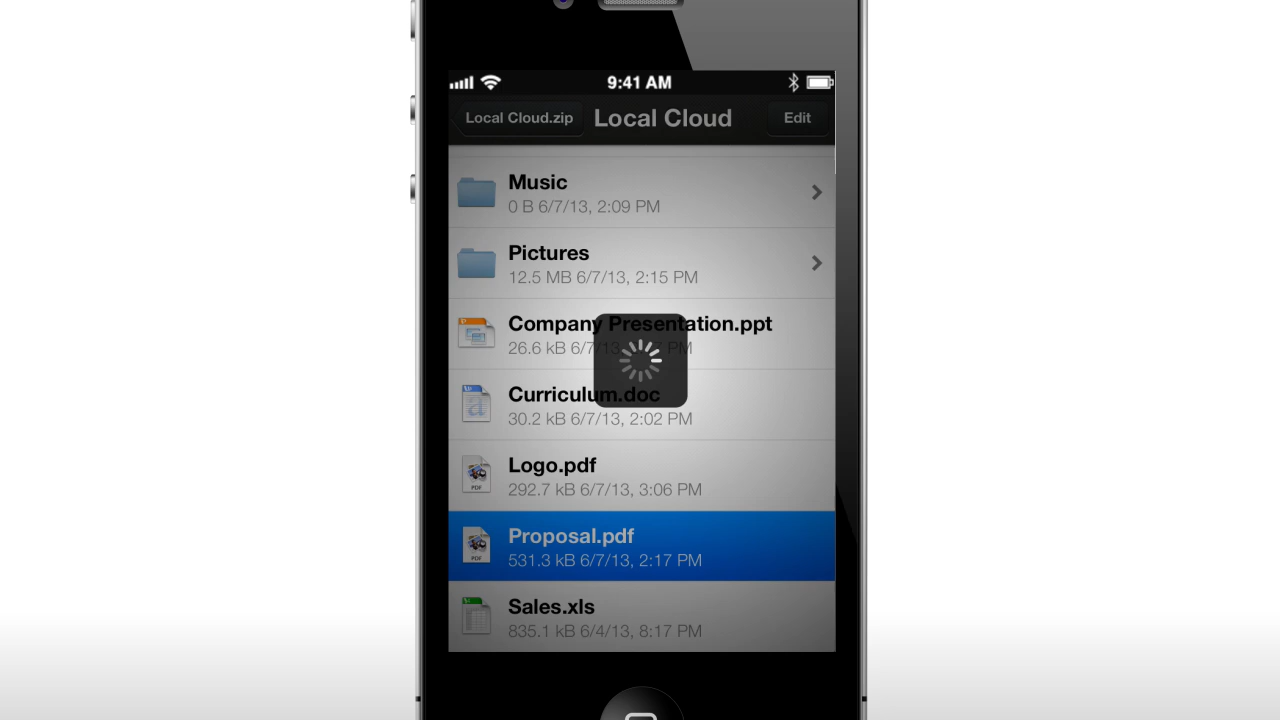 9:41 AM
Local Cloud.zip
Local Cloud
Edit
Music
0 B 6/7/13, 2:09 PM
Pictures
12.5 MB 6/7/13, 2:15 PM
Company Presentation.ppt
26.6 kB 6/7/13, PM
Curriculum.doc
30.2 kB 6/7/13, 2:02 PM
Logo.pdf
PDF
292.7 kB 6/7/13, 3:06 PM
Proposal.pdf
PDF
531.3 kB 6/7/13, 2:17 PM
Sales.xls
835.1 kB 6/4/13, 8:17 PM